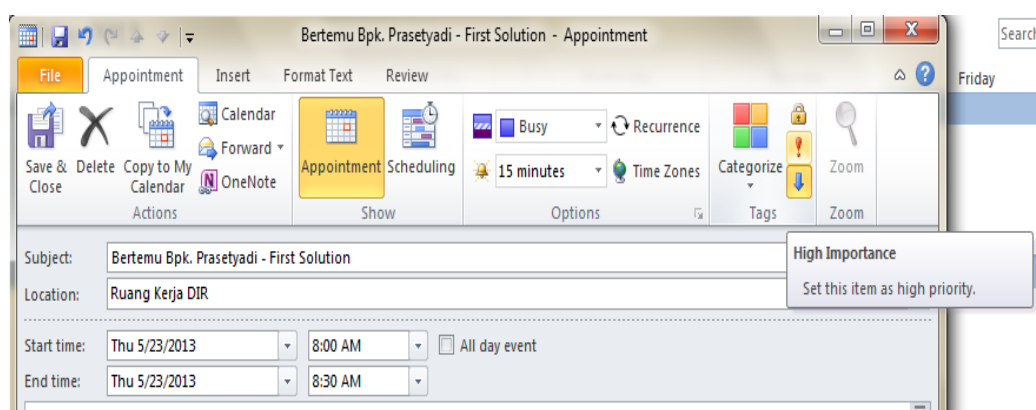 Bertemu Bpk. Prasetyadi - First Solution - Appointment
Search
File Appointment Insert Format Text Review
Friday
Save & Close
Delete
Copy to My Calendar
Calendar
Forward
OneNote
Actions
Appointment
Scheduling
Show
Busy
Recurrence
15 minutes
Time Zones
Options
Categorize
Tags
Zoom
Zoom
High Importance
Set this item as high priority.
Subject: Bertemu Bpk. Prasetyadi - First Solution
Location: Ruang Kerja DIR
Start time: Thu 5/23/2013 8:00 AM All day event
End time: Thu 5/23/2013 8:30 AM